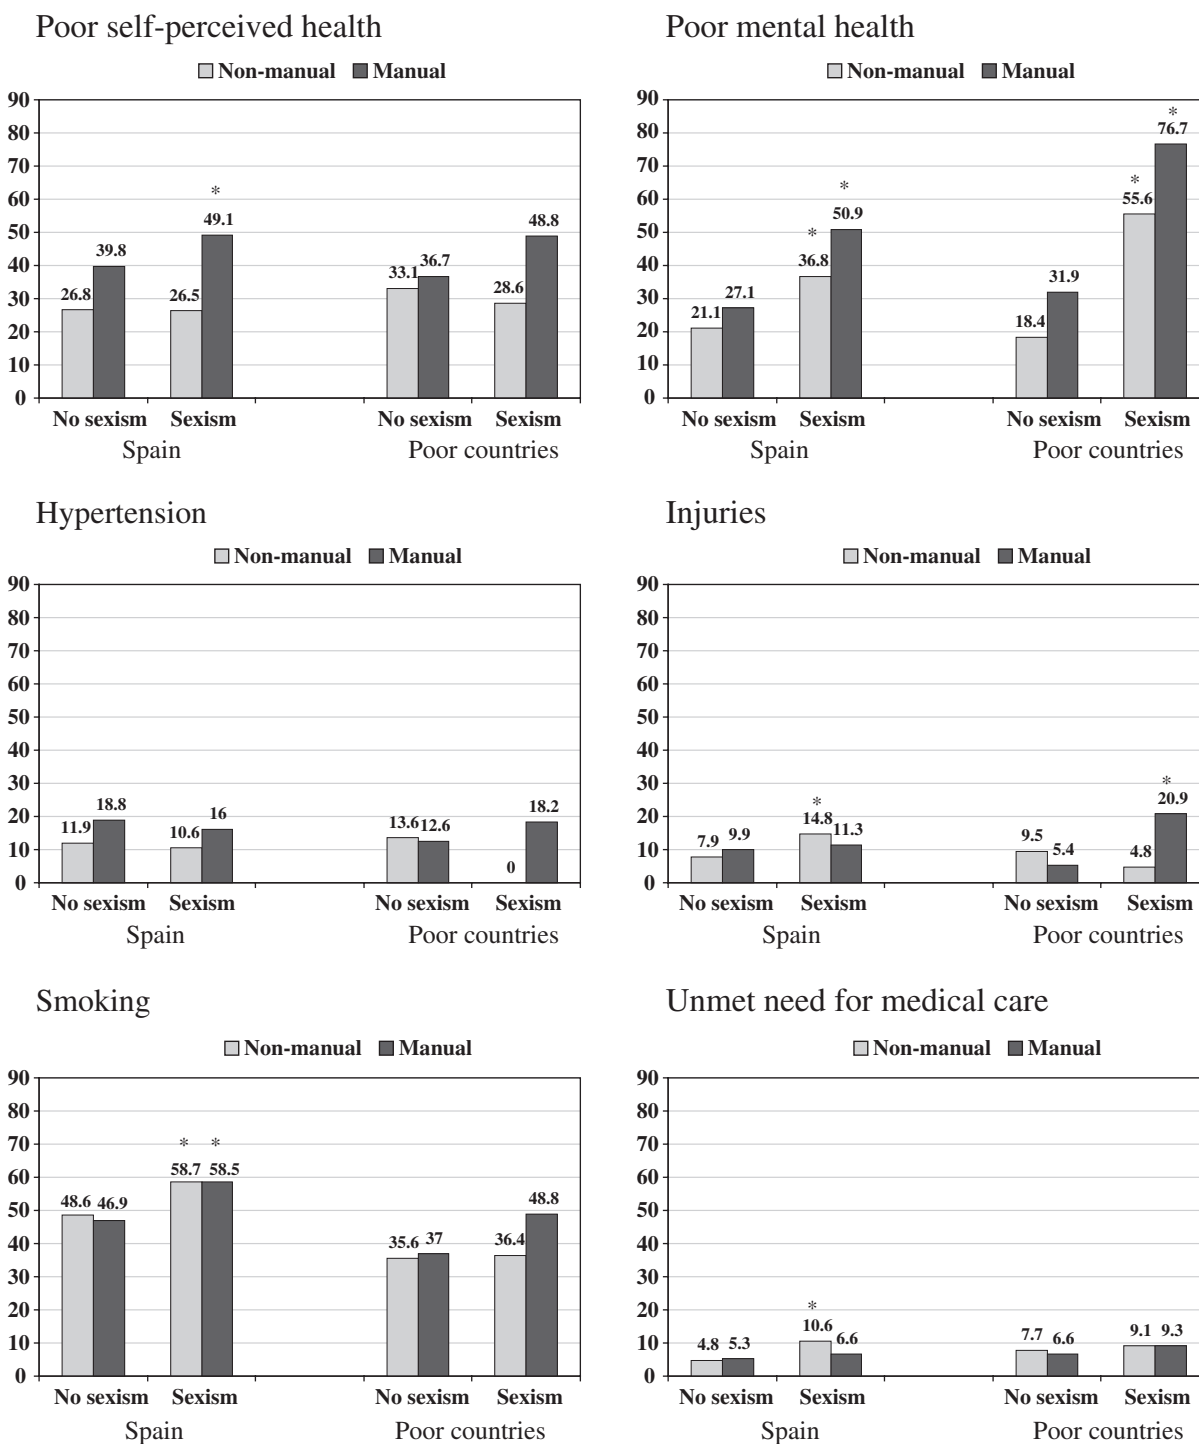 Poor self-perceived health
Non-manual Manual
90
80
70
60
50
40
30
20
10
0
26.8 39.8 26.5 49.1 * 33.1 36.7 28.6 48.8
No sexism Sexism No sexism Sexism
Spain Poor countries
Poor mental health
Non-manual Manual
90
80
70
60
50
40
30
20
10
0
21.1 27.1 36.8 * 50.9 * 18.4 31.9 55.6 * 76.7 *
No sexism Sexism No sexism Sexism
Spain Poor countries
Hypertension
Non-manual Manual
90
80
70
60
50
40
30
20
10
0
11.9 18.8 10.6 16 13.6 12.6 0 18.2
No sexism Sexism No sexism Sexism
Spain Poor countries
Injuries
Non-manual Manual
90
80
70
60
50
40
30
20
10
0
7.9 9.9 14.8 * 11.3 9.5 5.4 4.8 20.9 *
No sexism Sexism No sexism Sexism
Spain Poor countries
Smoking
Non-manual Manual
90
80
70
60
50
40
30
20
10
0
48.6 46.9 58.7 * 58.5 * 35.6 37 36.4 48.8
No sexism Sexism No sexism Sexism
Spain Poor countries
Unmet need for medical care
Non-manual Manual
90
80
70
60
50
40
30
20
10
0
4.8 5.3 10.6 * 6.6 7.7 6.6 9.1 9.3
No sexism Sexism No sexism Sexism
Spain Poor countries